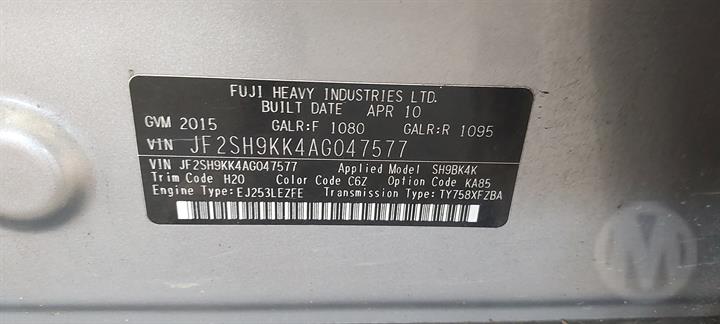 FUJI HEAVY INDUSTRIES LTD.
BUILT DATE APR 10
GVM 2015 GALR:F 1080 GALR:R 1095
VIN JF2SH9KK4AG047577
VIN JF2SH9KK4AG047577 Applied Model SH9BK4K
Trim Code H20 Color Code C6Z Option Code KA85
Engine Type:EJ253LEZFE Transmission Type:TY758XFZBA
M